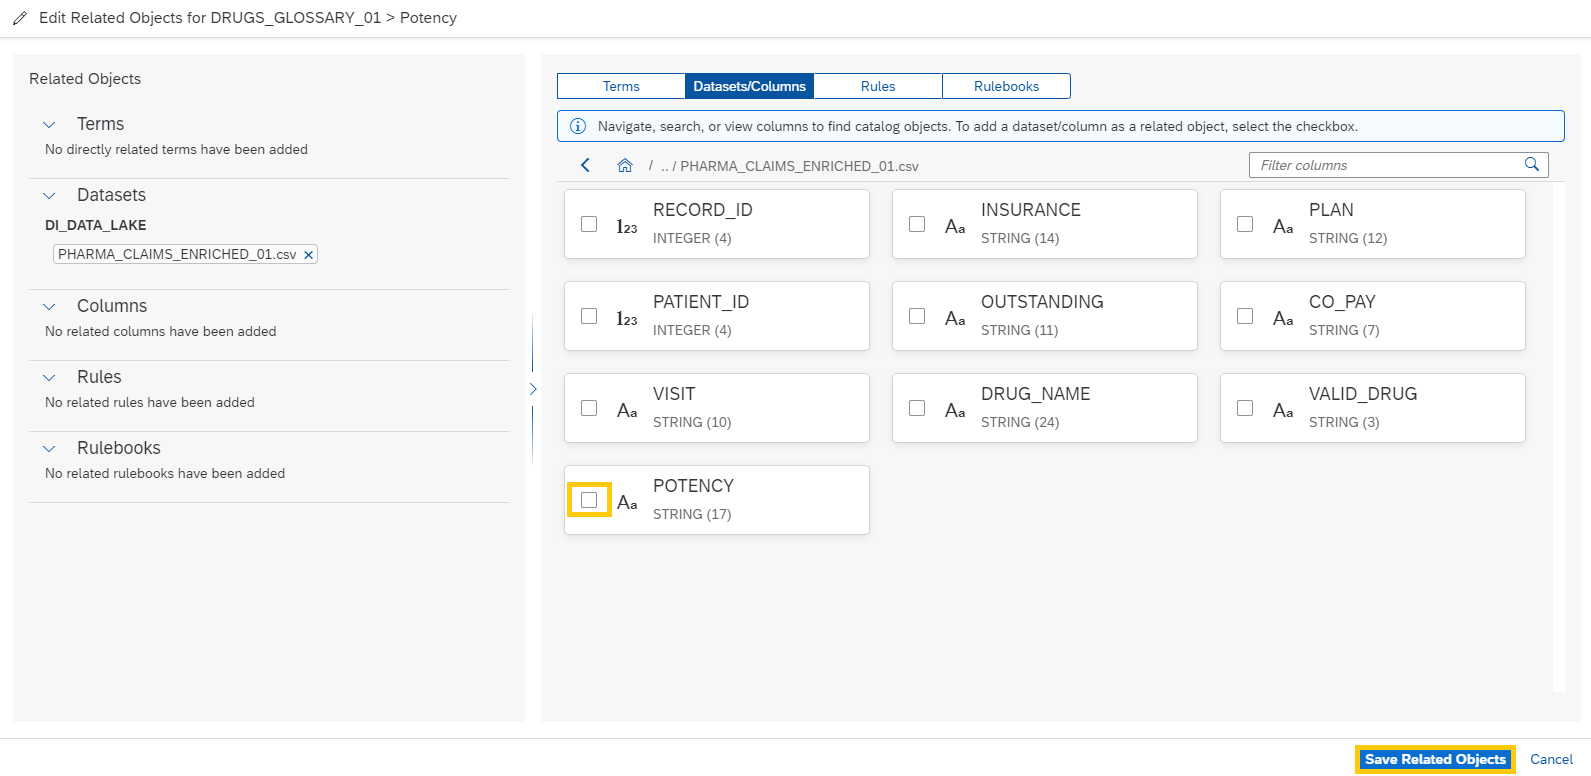 Edit Related Objects for DRUGS_GLOSSARY_01 > Potency
Related Objects
Terms
No directly related terms have been added
Datasets
DI_DATA_LAKE
PHARMA_CLAIMS_ENRICHED_01.csv ×
Columns
No related columns have been added
Rules
No related rules have been added
Rulebooks
No related rulebooks have been added
Terms Datasets/Columns Rules Rulebooks
Navigate, search, or view columns to find catalog objects. To add a dataset/column as a related object, select the checkbox.
/ .. / PHARMA_CLAIMS_ENRICHED_01.csv
Filter columns
123 RECORD_ID
INTEGER (4)
Aa INSURANCE
STRING (14)
Aa PLAN
STRING (12)
123 PATIENT_ID
INTEGER (4)
Aa OUTSTANDING
STRING (11)
Aa CO_PAY
STRING (7)
Aa VISIT
STRING (10)
Aa DRUG_NAME
STRING (24)
Aa VALID_DRUG
STRING (3)
Aa POTENCY
STRING (17)
Save Related Objects Cancel